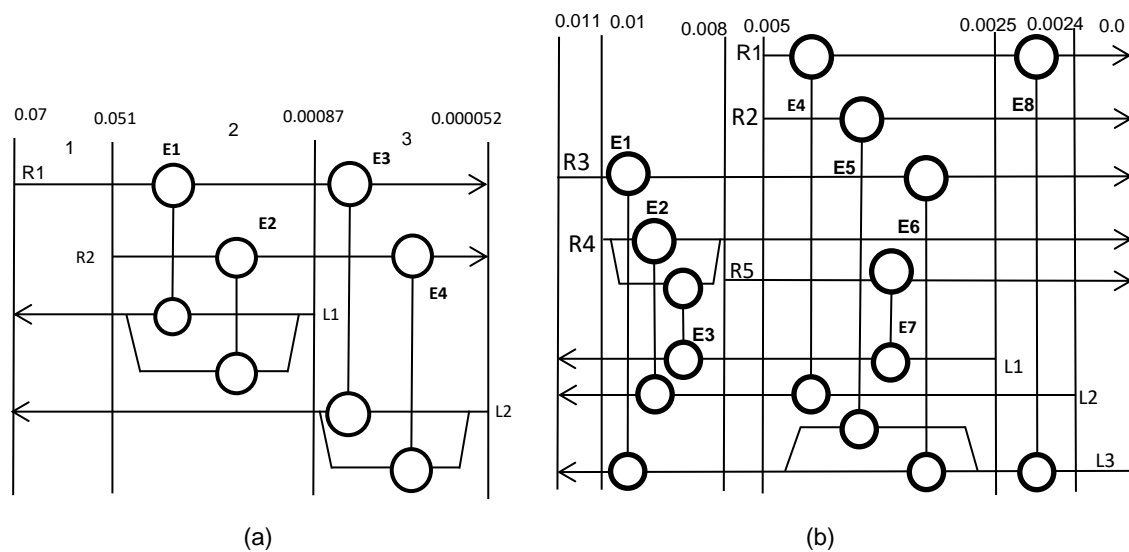 0.07
0.051
0.00087
0.000052
1
2
3
E1
E3
R1
E2
R2
E4
L1
L2
(a)
0.011
0.01
0.008
0.005
0.0025
0.0024
0.0
R1
E4
E8
R2
E1
R3
E5
E2
E6
R4
R5
E3
E7
L1
L2
L3
(b)